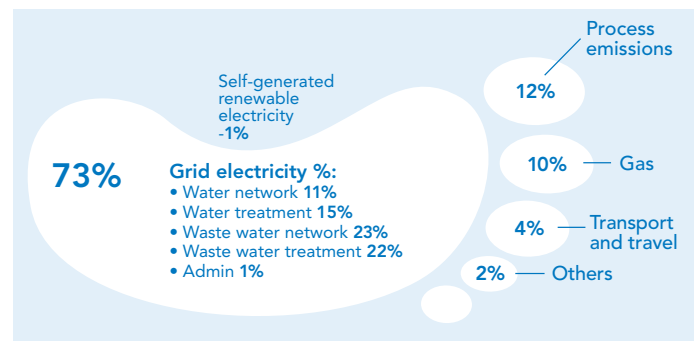 Process
emissions
12%
Self-generated
renewable
electricity
-1%
73%
Grid electricity %:
• Water network 11%
• Water treatment 15%
• Waste water network 23%
• Waste water treatment 22%
• Admin 1%
10%
Gas
4%
Transport
and travel
2%
Others